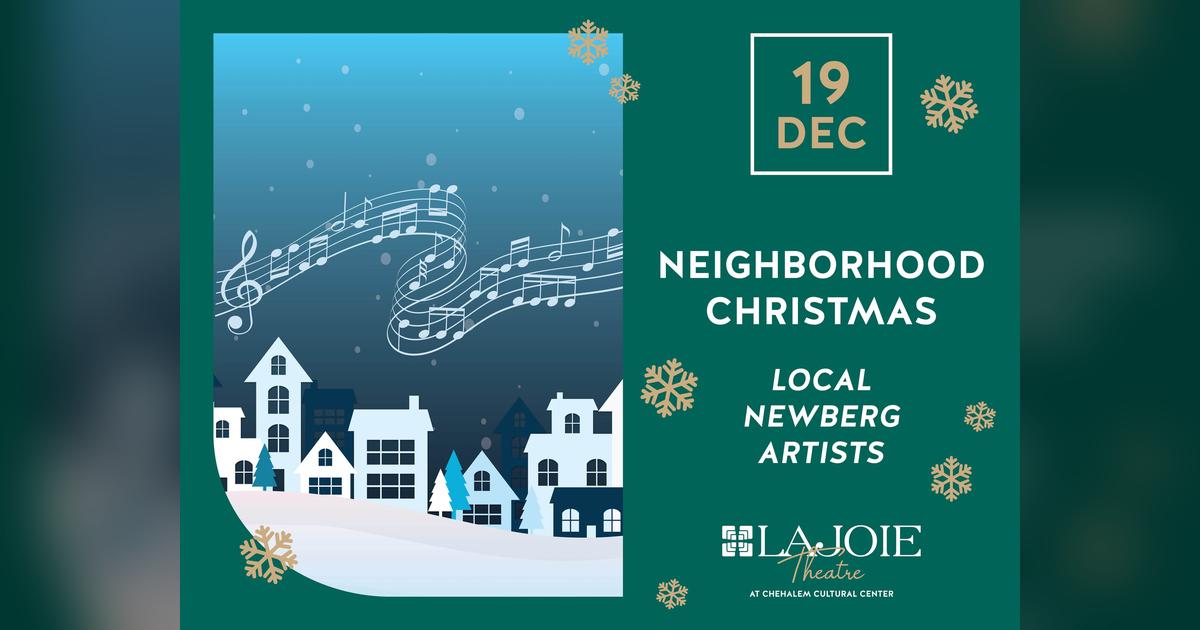 19
DEC
NEIGHBORHOOD
CHRISTMAS
LOCAL
NEWBERG
ARTISTS
LAJOIE
Theatre
AT CHEHALEM CULTURAL CENTER